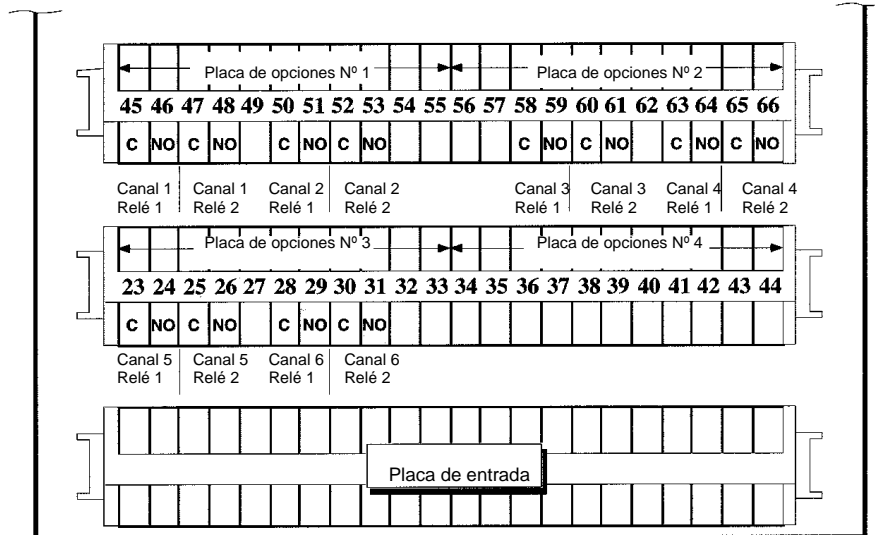 Placa de opciones Nº 1 Placa de opciones Nº 2
45 46 47 48 49 50 51 52 53 54 55 56 57 58 59 60 61 62 63 64 65 66
C NO C NO C NO C NO C NO C NO C NO C NO
Canal 1 Canal 1 Canal 2 Canal 2 Canal 3 Canal 3 Canal 4 Canal 4
Relé 1 Relé 2 Relé 1 Relé 2 Relé 1 Relé 2 Relé 1 Relé 2
Placa de opciones Nº 3 Placa de opciones Nº 4
23 24 25 26 27 28 29 30 31 32 33 34 35 36 37 38 39 40 41 42 43 44
C NO C NO C NO C NO
Canal 5 Canal 5 Canal 6 Canal 6
Relé 1 Relé 2 Relé 1 Relé 2
Placa de entrada